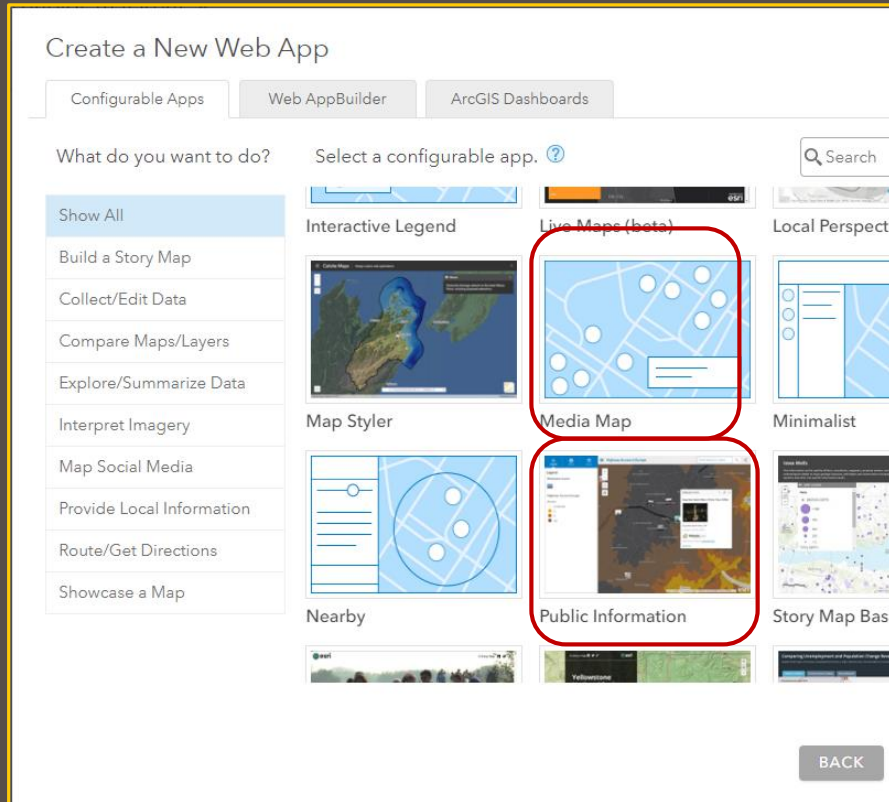 Create a New Web App
Configurable Apps
Web AppBuilder
ArcGIS Dashboards
What do you want to do?
Select a configurable app.
?
Search
Show All
Build a Story Map
Collect/Edit Data
Compare Maps/Layers
Explore/Summarize Data
Interpret Imagery
Map Social Media
Provide Local Information
Route/Get Directions
Showcase a Map
esri
Interactive Legend
Live Maps (beta)
Local Perspect
Map Styler
Media Map
Minimalist
Nearby
Public Information
Story Map Bas
esri
Yellowstone
BACK